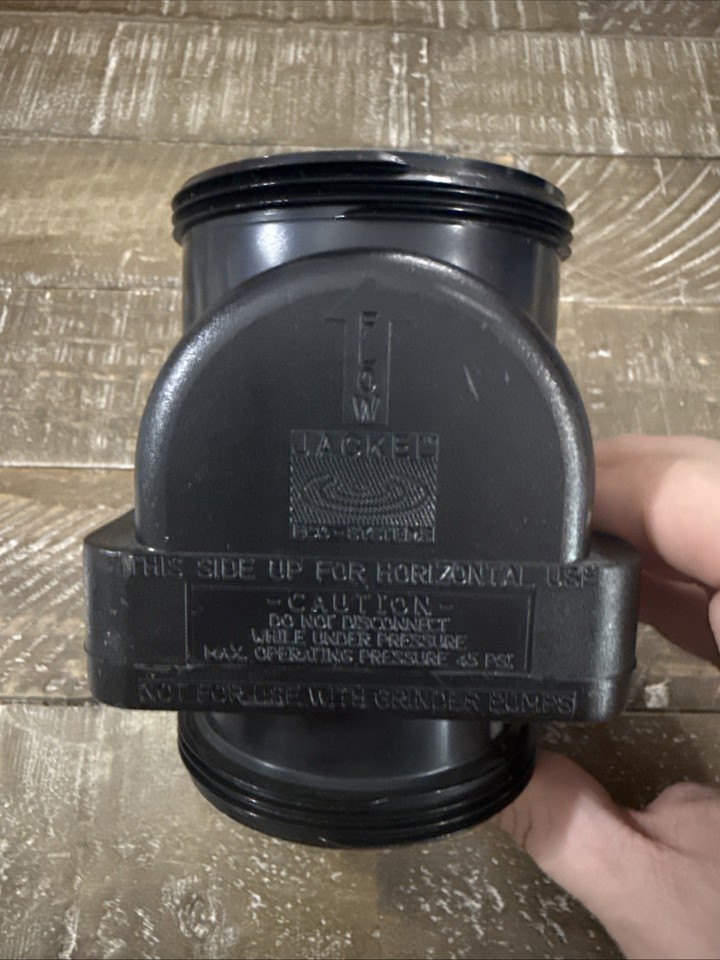 FLOW
JACKEL
ECO-SYSTEMS
THIS SIDE UP FOR HORIZONTAL USE
-CAUTION-
DO NOT DISCONNECT
WHILE UNDER PRESSURE
MAX. OPERATING PRESSURE 45 PSI.
NOT FOR USE WITH GRINDER PUMPS